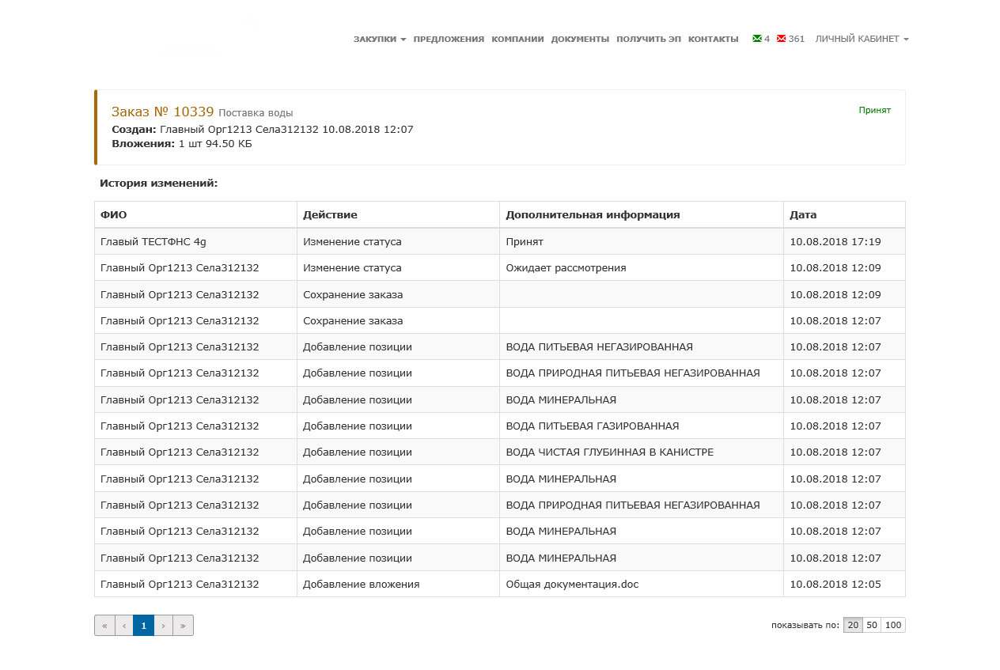 ЗАКУПКИ ПРЕДЛОЖЕНИЯ КОМПАНИИ ДОКУМЕНТЫ ПОЛУЧИТЬ ЭП КОНТАКТЫ 4 361 ЛИЧНЫЙ КАБИНЕТ
Заказ № 10339 Поставка воды Принят
Создан: Главный Орг1213 Села312132 10.08.2018 12:07
Вложения: 1 шт 94.50 КБ
История изменений:
ФИО Действие Дополнительная информация Дата
Главый ТЕСТФНС 4g Изменение статуса Принят 10.08.2018 17:19
Главный Орг1213 Села312132 Изменение статуса Ожидает рассмотрения 10.08.2018 12:09
Главный Орг1213 Села312132 Сохранение заказа 10.08.2018 12:09
Главный Орг1213 Села312132 Сохранение заказа 10.08.2018 12:07
Главный Орг1213 Села312132 Добавление позиции ВОДА ПИТЬЕВАЯ НЕГАЗИРОВАННАЯ 10.08.2018 12:07
Главный Орг1213 Села312132 Добавление позиции ВОДА ПРИРОДНАЯ ПИТЬЕВАЯ НЕГАЗИРОВАННАЯ 10.08.2018 12:07
Главный Орг1213 Села312132 Добавление позиции ВОДА МИНЕРАЛЬНАЯ 10.08.2018 12:07
Главный Орг1213 Села312132 Добавление позиции ВОДА ПИТЬЕВАЯ ГАЗИРОВАННАЯ 10.08.2018 12:07
Главный Орг1213 Села312132 Добавление позиции ВОДА ЧИСТАЯ ГЛУБИННАЯ В КАНИСТРЕ 10.08.2018 12:07
Главный Орг1213 Села312132 Добавление позиции ВОДА МИНЕРАЛЬНАЯ 10.08.2018 12:07
Главный Орг1213 Села312132 Добавление позиции ВОДА ПРИРОДНАЯ ПИТЬЕВАЯ НЕГАЗИРОВАННАЯ 10.08.2018 12:07
Главный Орг1213 Села312132 Добавление позиции ВОДА МИНЕРАЛЬНАЯ 10.08.2018 12:07
Главный Орг1213 Села312132 Добавление позиции ВОДА МИНЕРАЛЬНАЯ 10.08.2018 12:07
Главный Орг1213 Села312132 Добавление вложения Общая документация.doc 10.08.2018 12:05
« ‹ 1 › » показывать по: 20 50 100